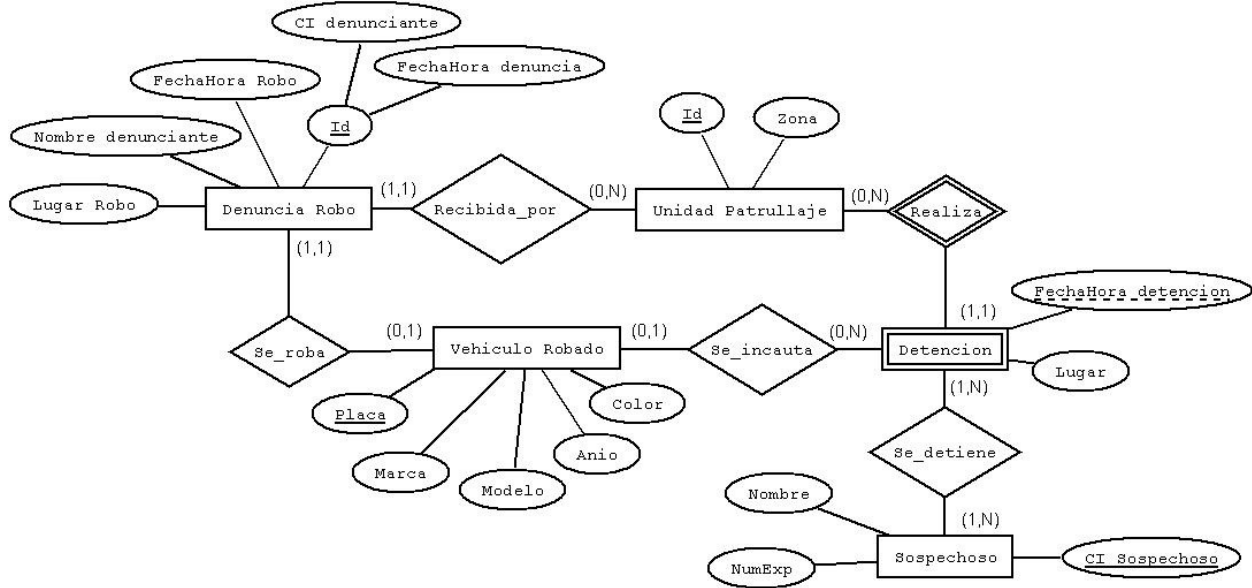 CI denunciante
FechaHora Robo
FechaHora denuncia
Id
Nombre denunciante
Id
Zona
Lugar Robo
Denuncia Robo
(1,1)
Recibida_por
(0,N)
Unidad Patrullaje
(0,N)
Realiza
(1,1)
FechaHora detencion
(1,1)
Se_roba
(0,1)
Vehiculo Robado
(0,1)
Se_incauta
(0,N)
Detencion
Lugar
(1,N)
Placa
Color
Marca
Modelo
Anio
Se_detiene
Nombre
(1,N)
NumExp
Sospechoso
CI Sospechoso